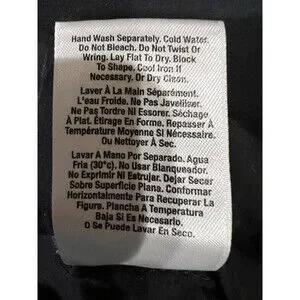 Hand Wash Separately. Cold Water.
Do Not Bleach. Do Not Twist Or
Wring. Lay Flat To Dry. Block
To Shape. Cool Iron If
Necessary. Or Dry Clean.
Laver À La Main Séparément.
L'eau Froide. Ne Pas Javelliser.
Ne Pas Tordre Ni Essorer. Séchage
À Plat. Étirage En Forme. Repasser À
Température Moyenne Si Nécessaire.
Ou Nettoyer À Sec.
Lavar A Mano Por Separado. Agua
Fria (30°c). No Usar Blanqueador.
No Exprimir Ni Estrujar. Dejar Secar
Sobre Superficie Plana. Conformar
Horizontalmente Para Recuperar La
Figura. Plancha A Temperatura
Baja Si Es Necesario.
O Se Puede Lavar En Seco.